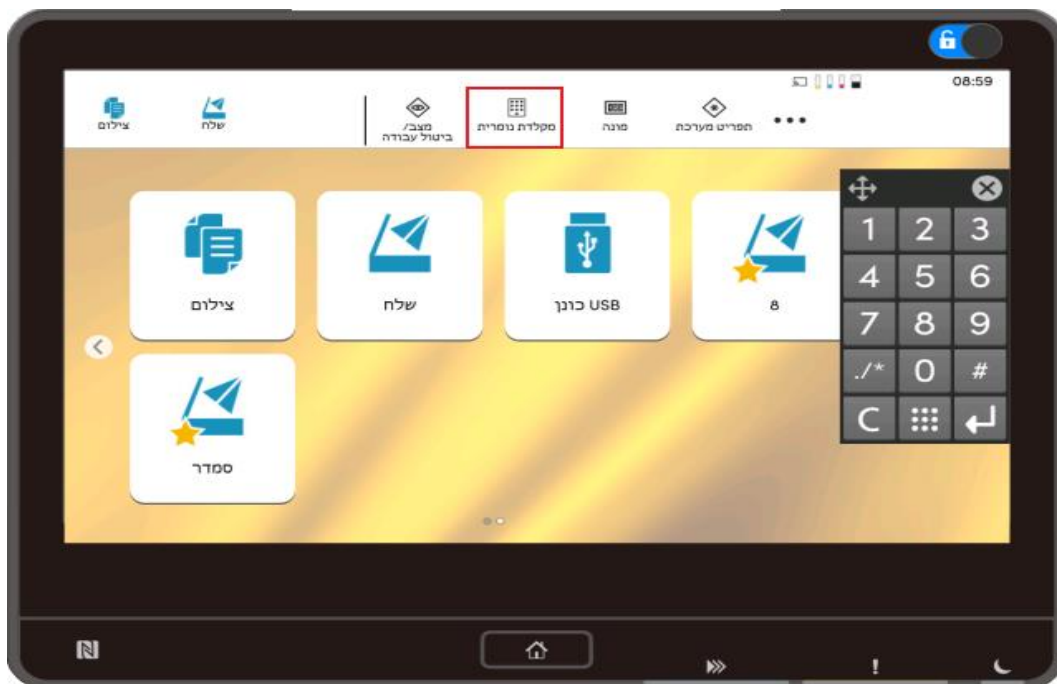 08:59
צילום
שלח
מצב/
ביטול עבודה
מקלדת נומרית
מונה
תפריט מערכת
צילום
שלח
כונן USB
8
סמדר
1 2 3
4 5 6
7 8 9
./* 0 #
C